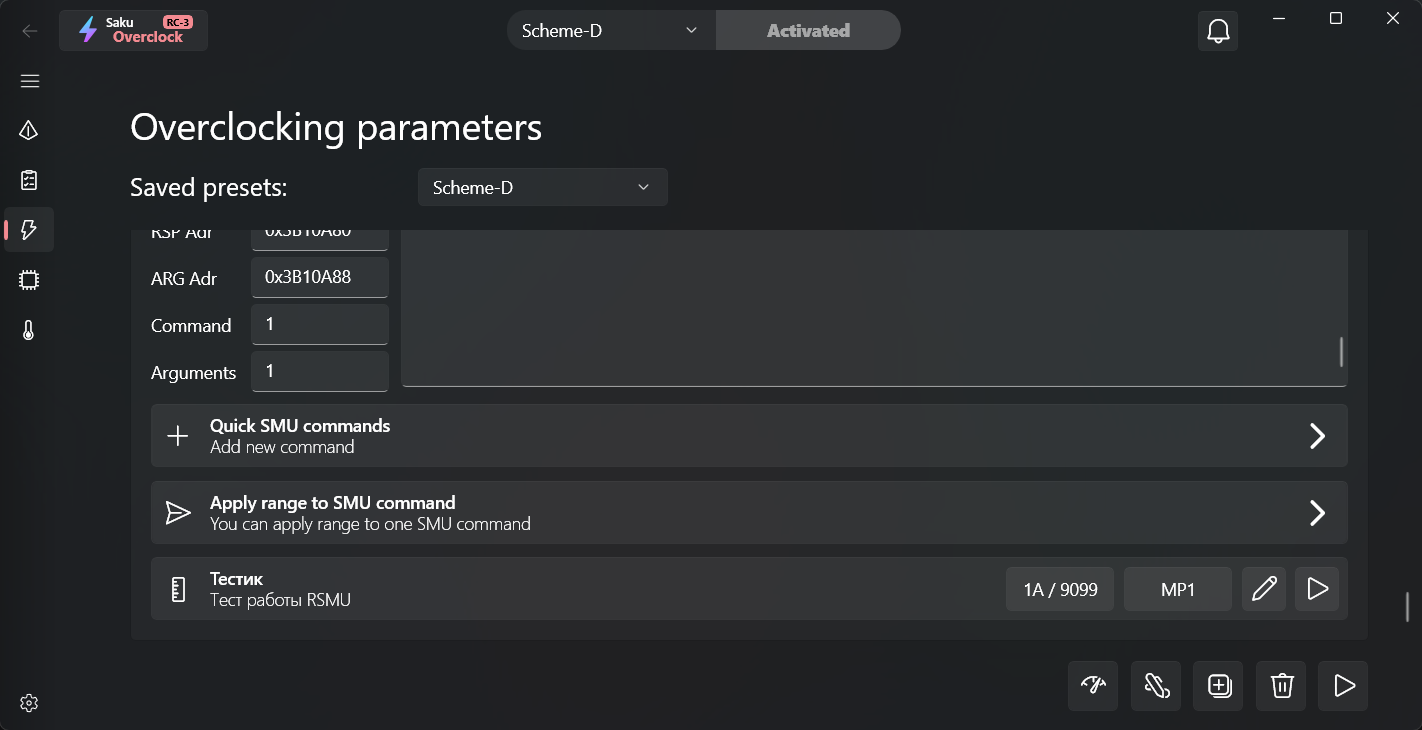 Saku RC-3
Overclock
Scheme-D
Activated
Overclocking parameters
Saved presets:
Scheme-D
RSP Adr
0x3B10A80
ARG Adr
0x3B10A88
Command
1
Arguments
1
Quick SMU commands
Add new command
Apply range to SMU command
You can apply range to one SMU command
Тестик
Тест работы RSMU
1A / 9099
MP1